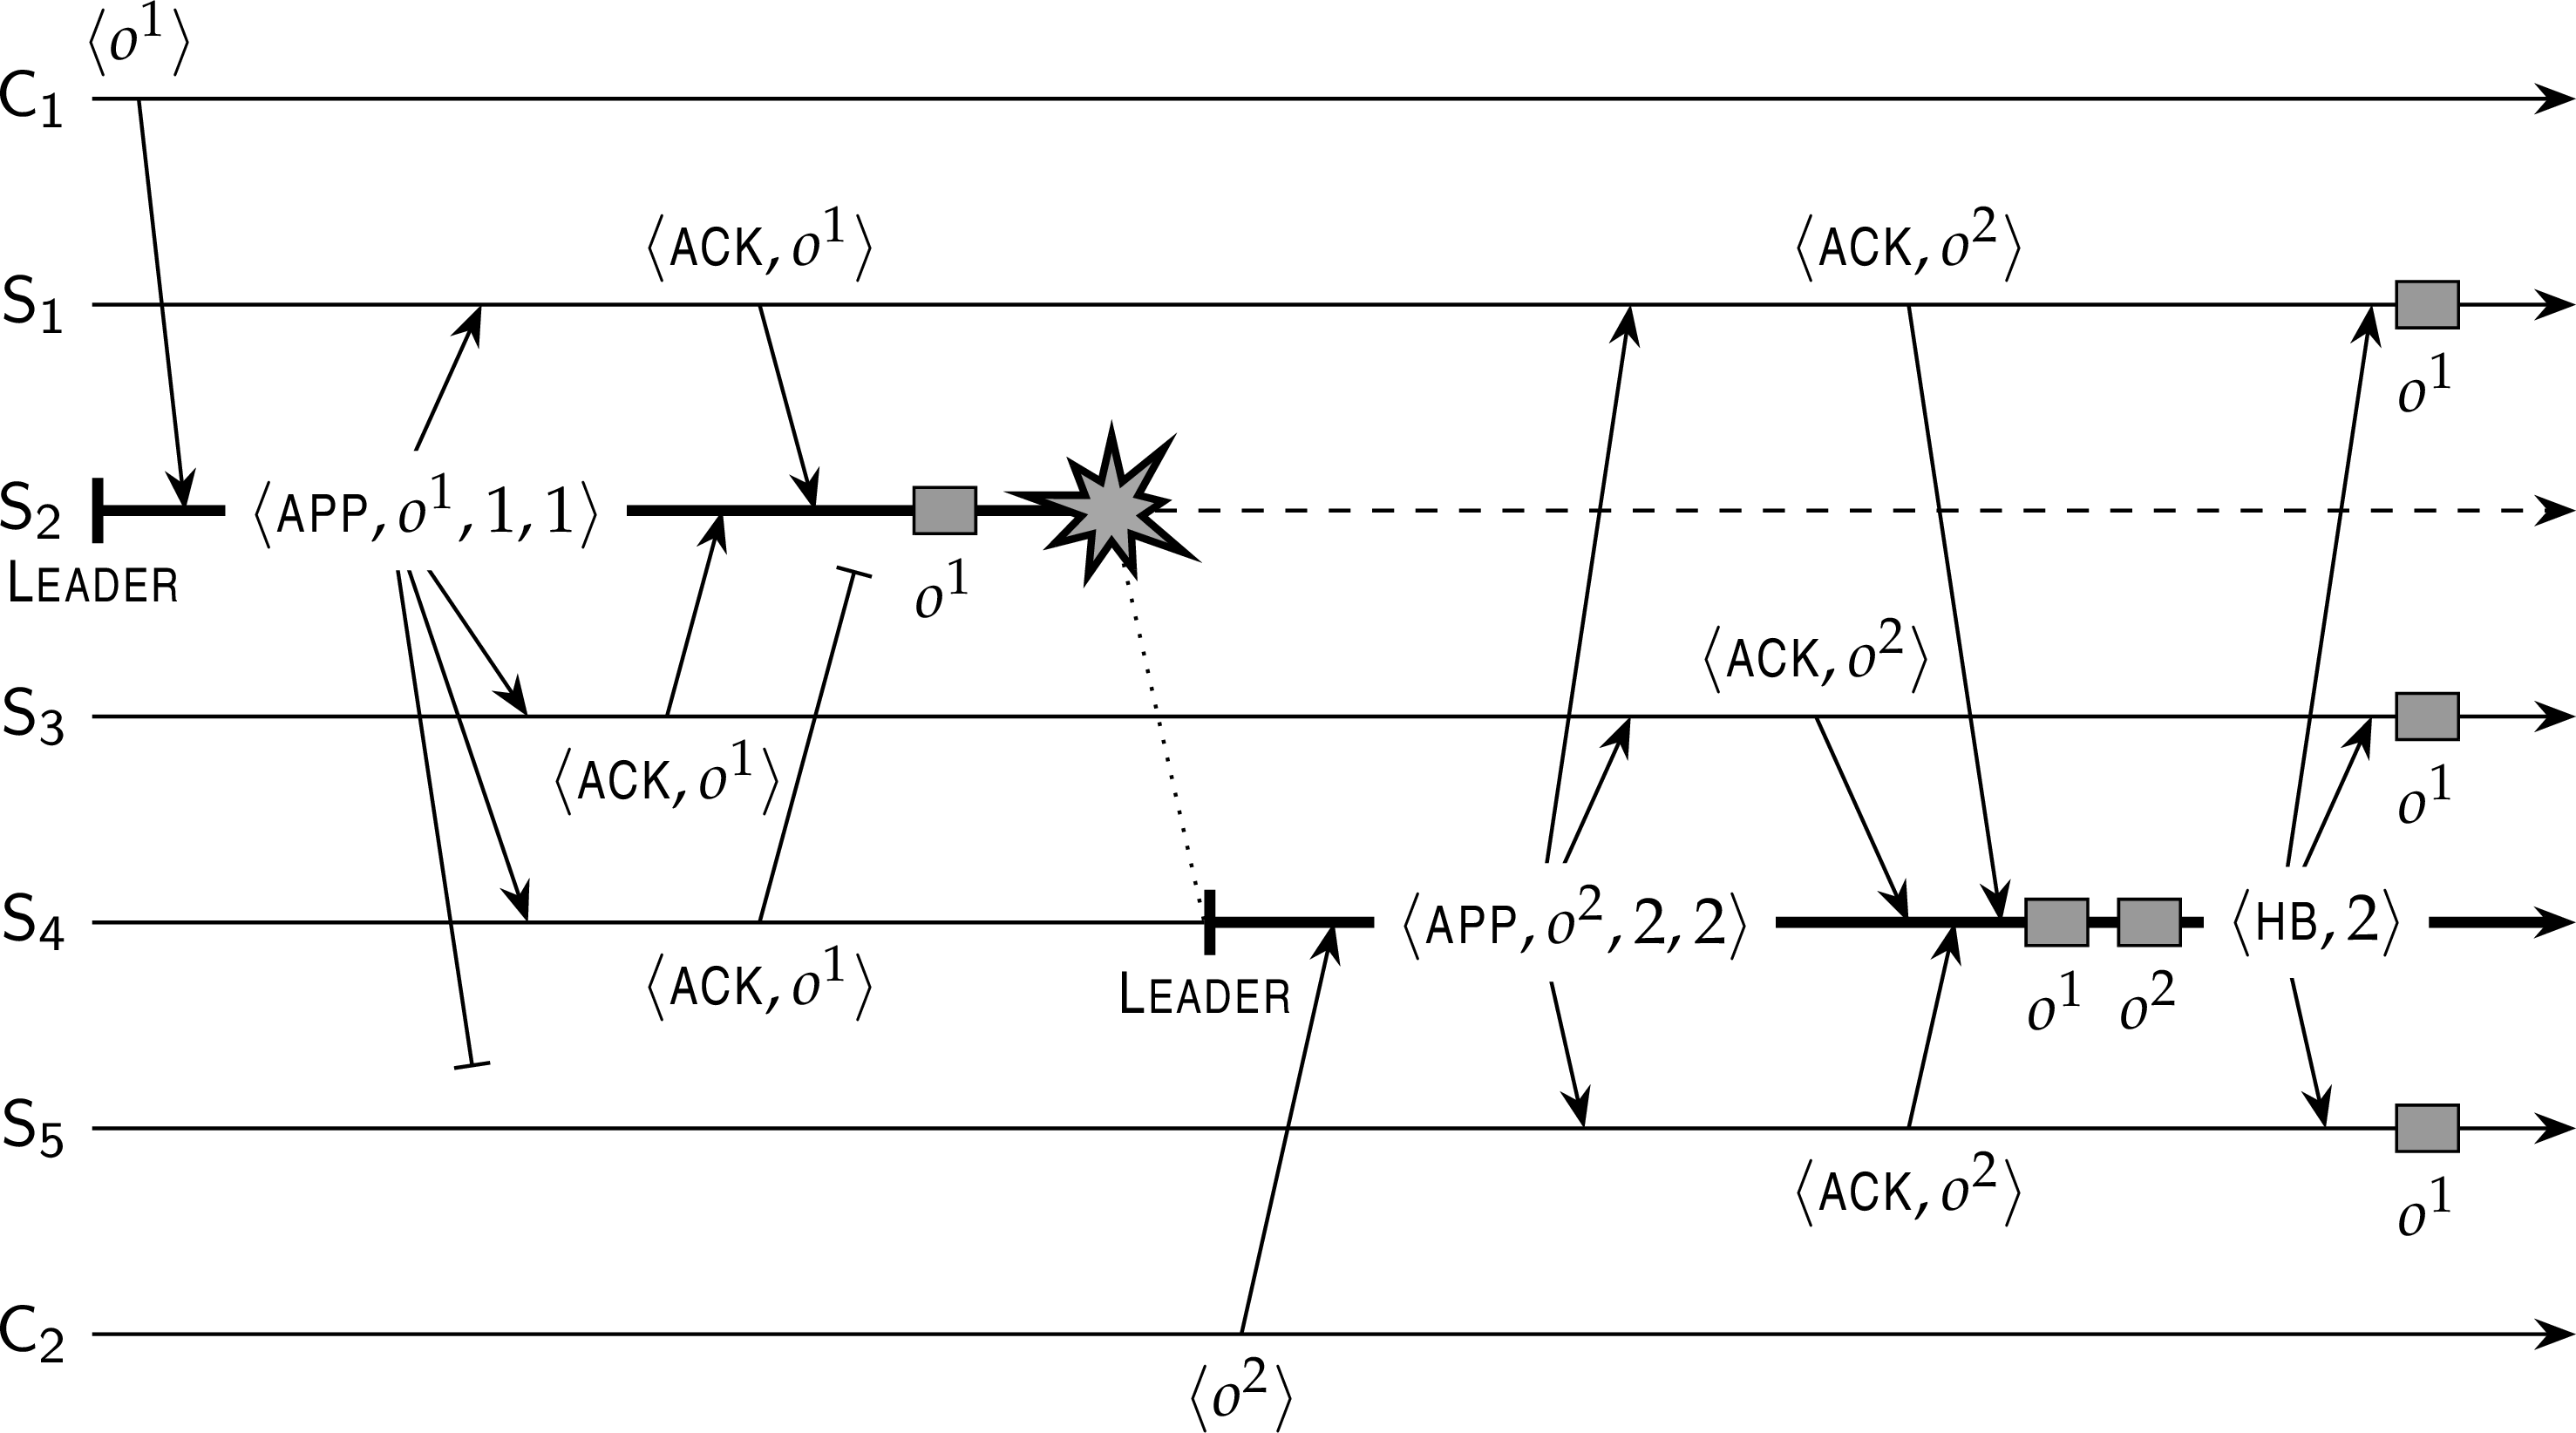 ⟨o¹⟩
C₁
⟨ACK, o¹⟩
⟨ACK, o²⟩
S₁
o¹
S₂
⟨APP, o¹, 1, 1⟩
LEADER
o¹
⟨ACK, o²⟩
S₃
⟨ACK, o¹⟩
o¹
S₄
⟨APP, o², 2, 2⟩
⟨HB, 2⟩
⟨ACK, o¹⟩
LEADER
o¹
o²
S₅
⟨ACK, o²⟩
o¹
C₂
⟨o²⟩